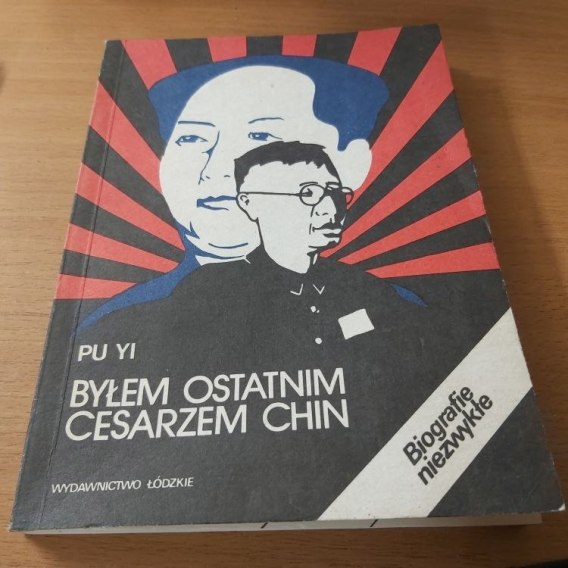 PU YI
BYŁEM OSTATNIM
CESARZEM CHIN
WYDAWNICTWO ŁÓDZKIE
Biografie
niezwykłe